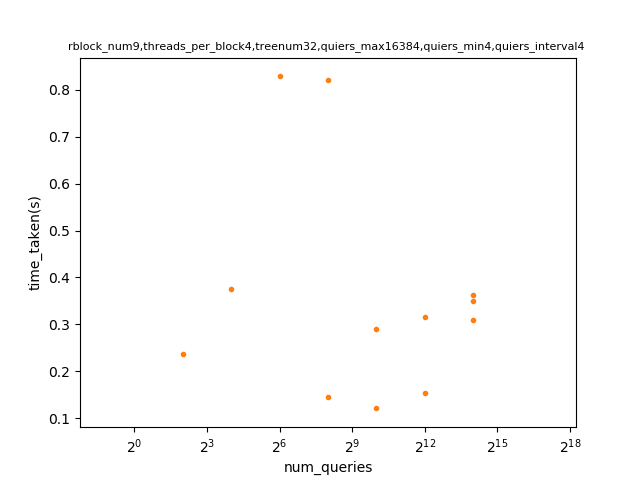 rblock_num9,threads_per_block4,treenum32,quiers_max16384,quiers_min4,quiers_interval4
0.8
0.7
0.6
0.5
0.4
0.3
0.2
0.1
time_taken(s)
2^0 2^3 2^6 2^9 2^12 2^15 2^18
num_queries